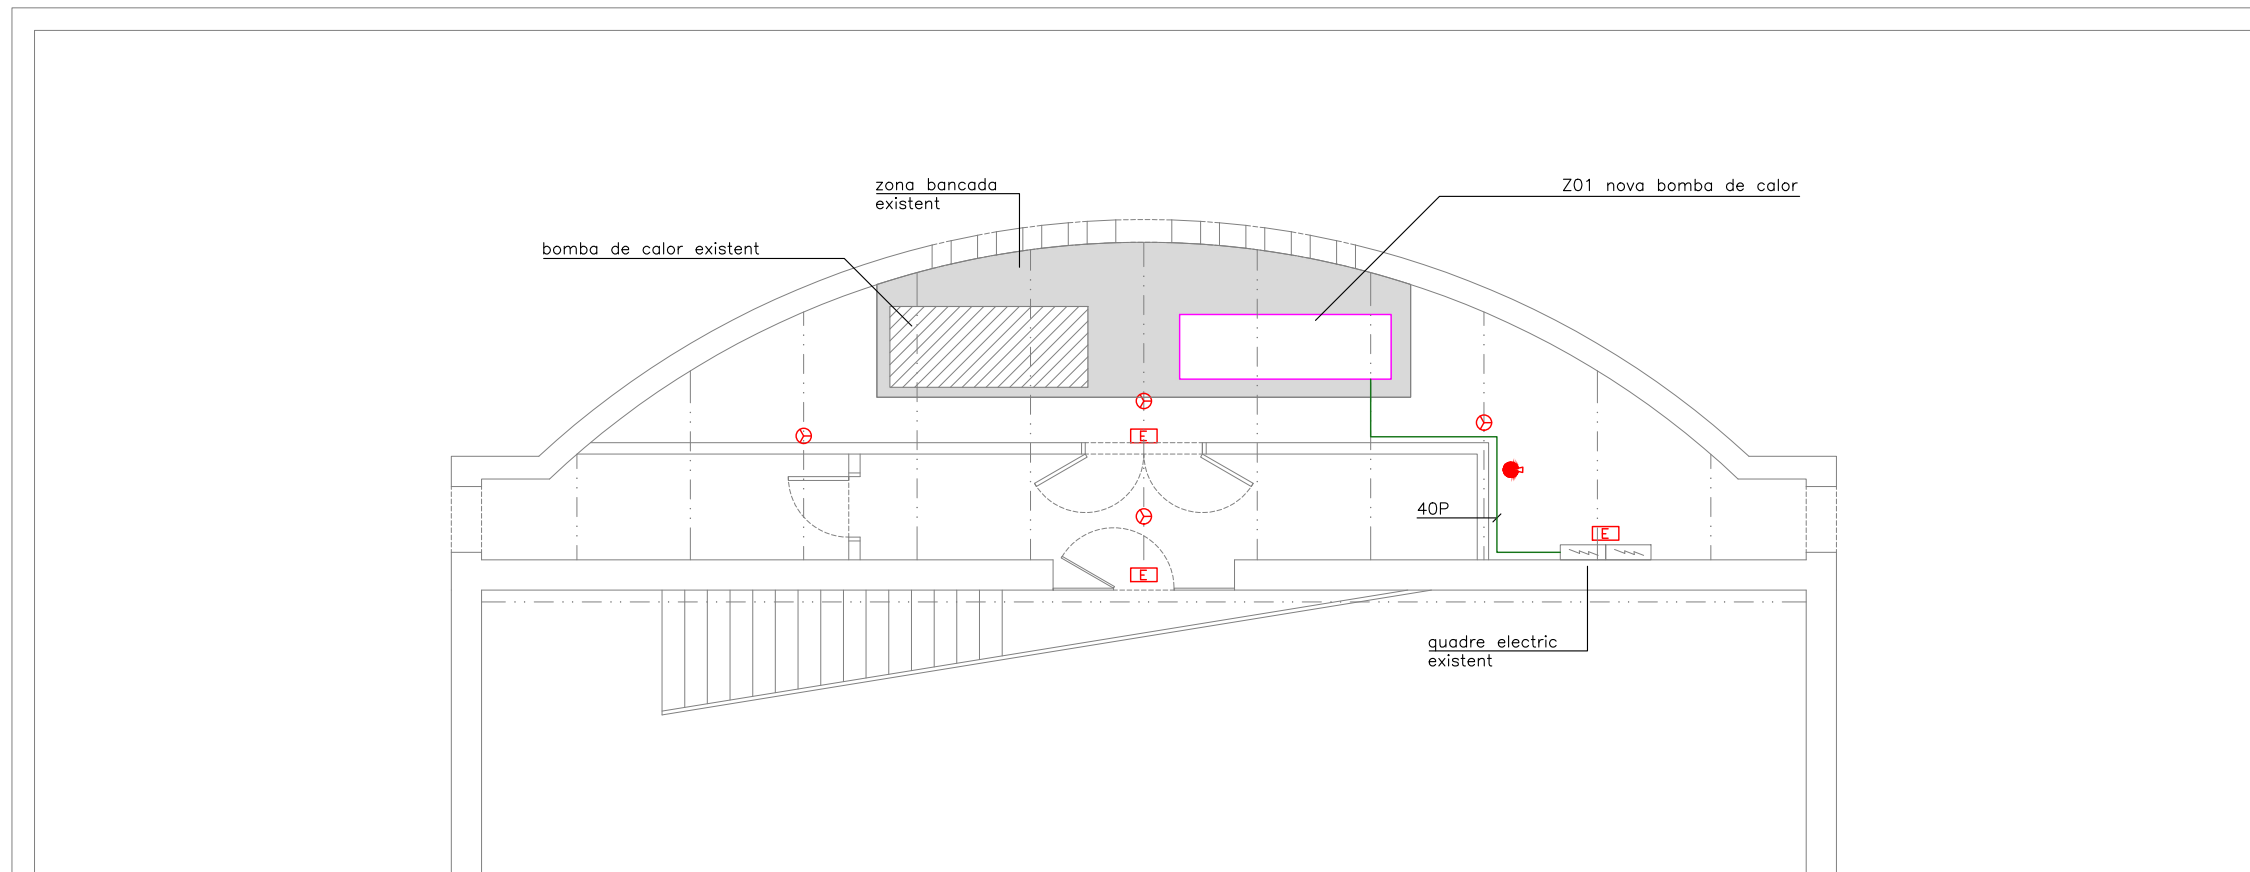 zona bancada
existent
Z01 nova bomba de calor
bomba de calor existent
E
40P
E
E
quadre electric
existent